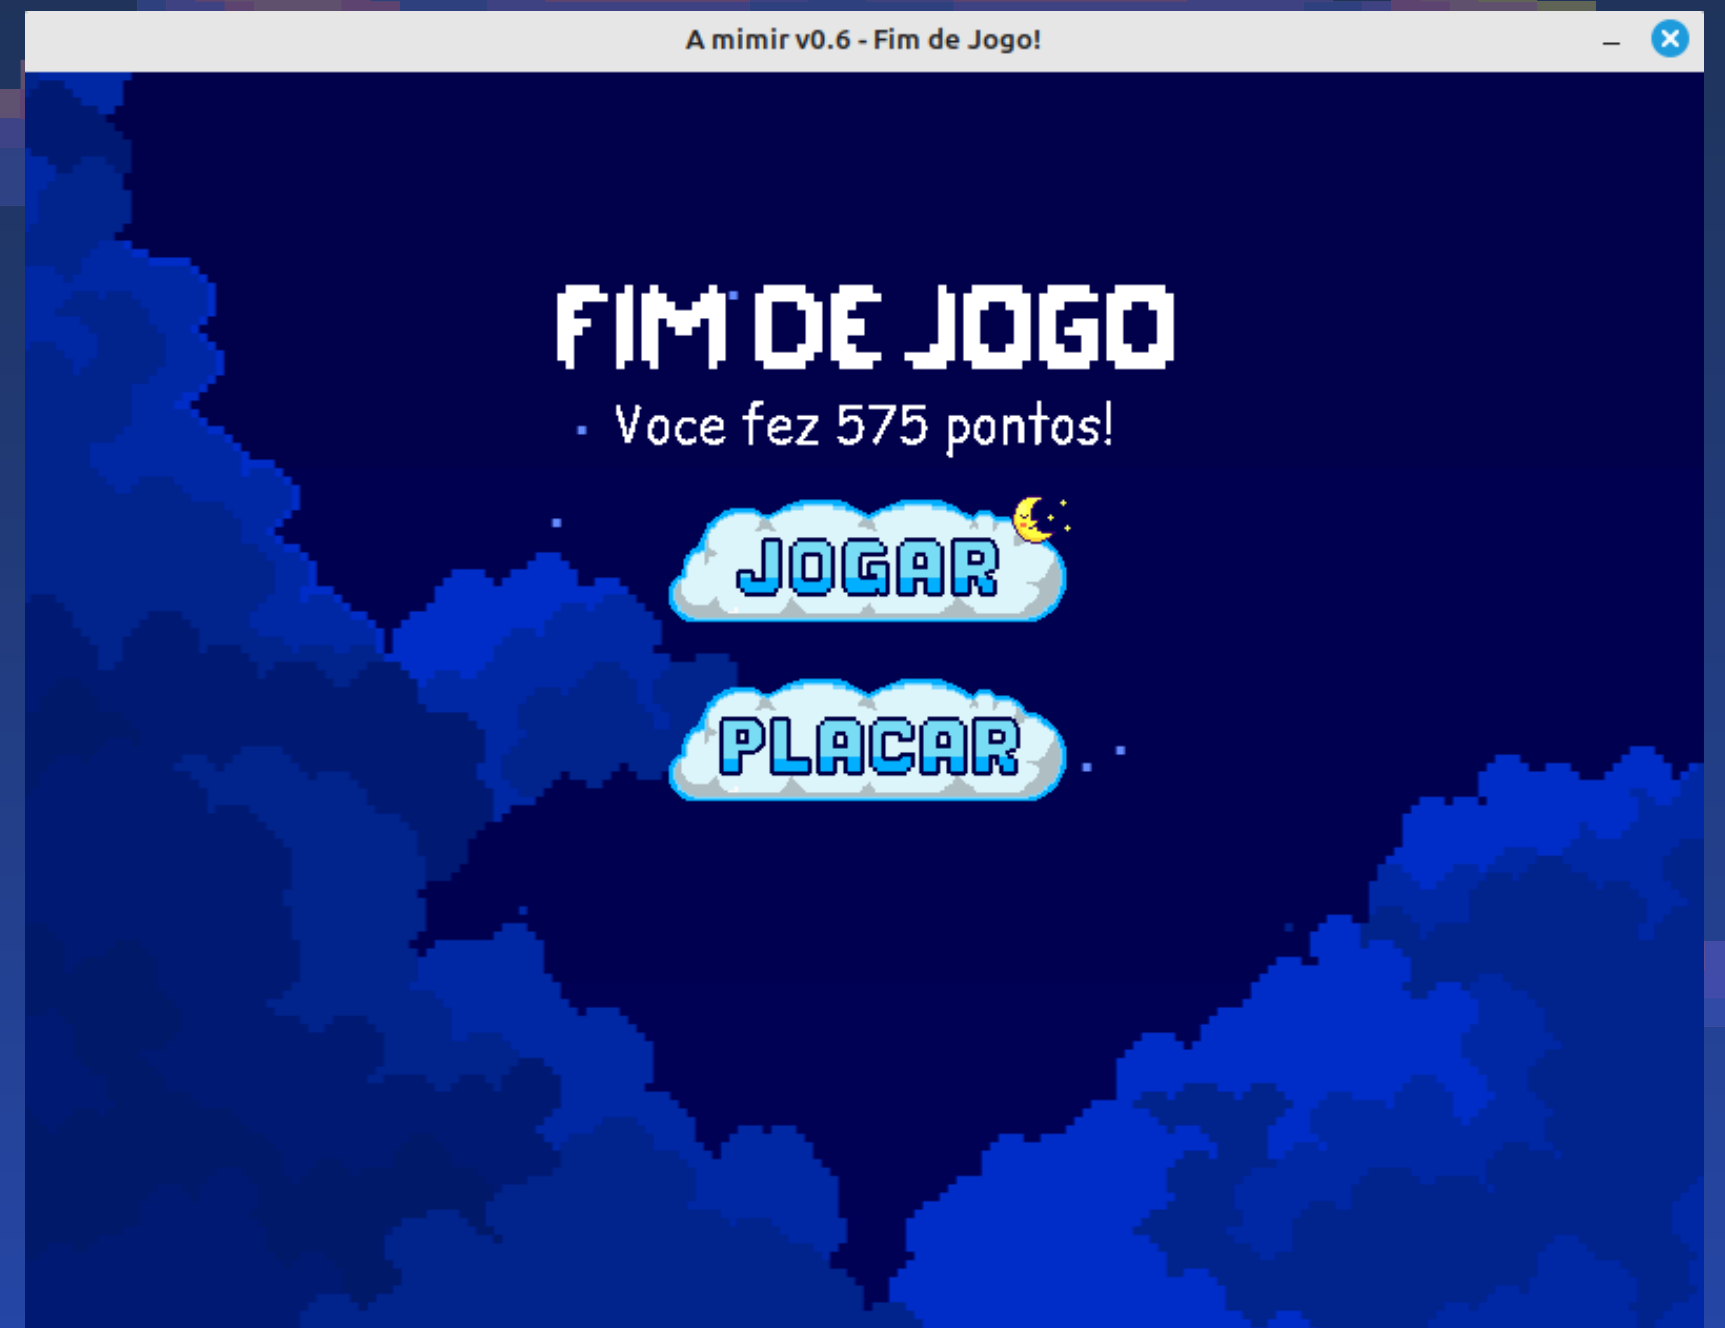 A mimir v0.6 - Fim de Jogo!
FIM DE JOGO
Voce fez 575 pontos!
JOGAR
PLACAR